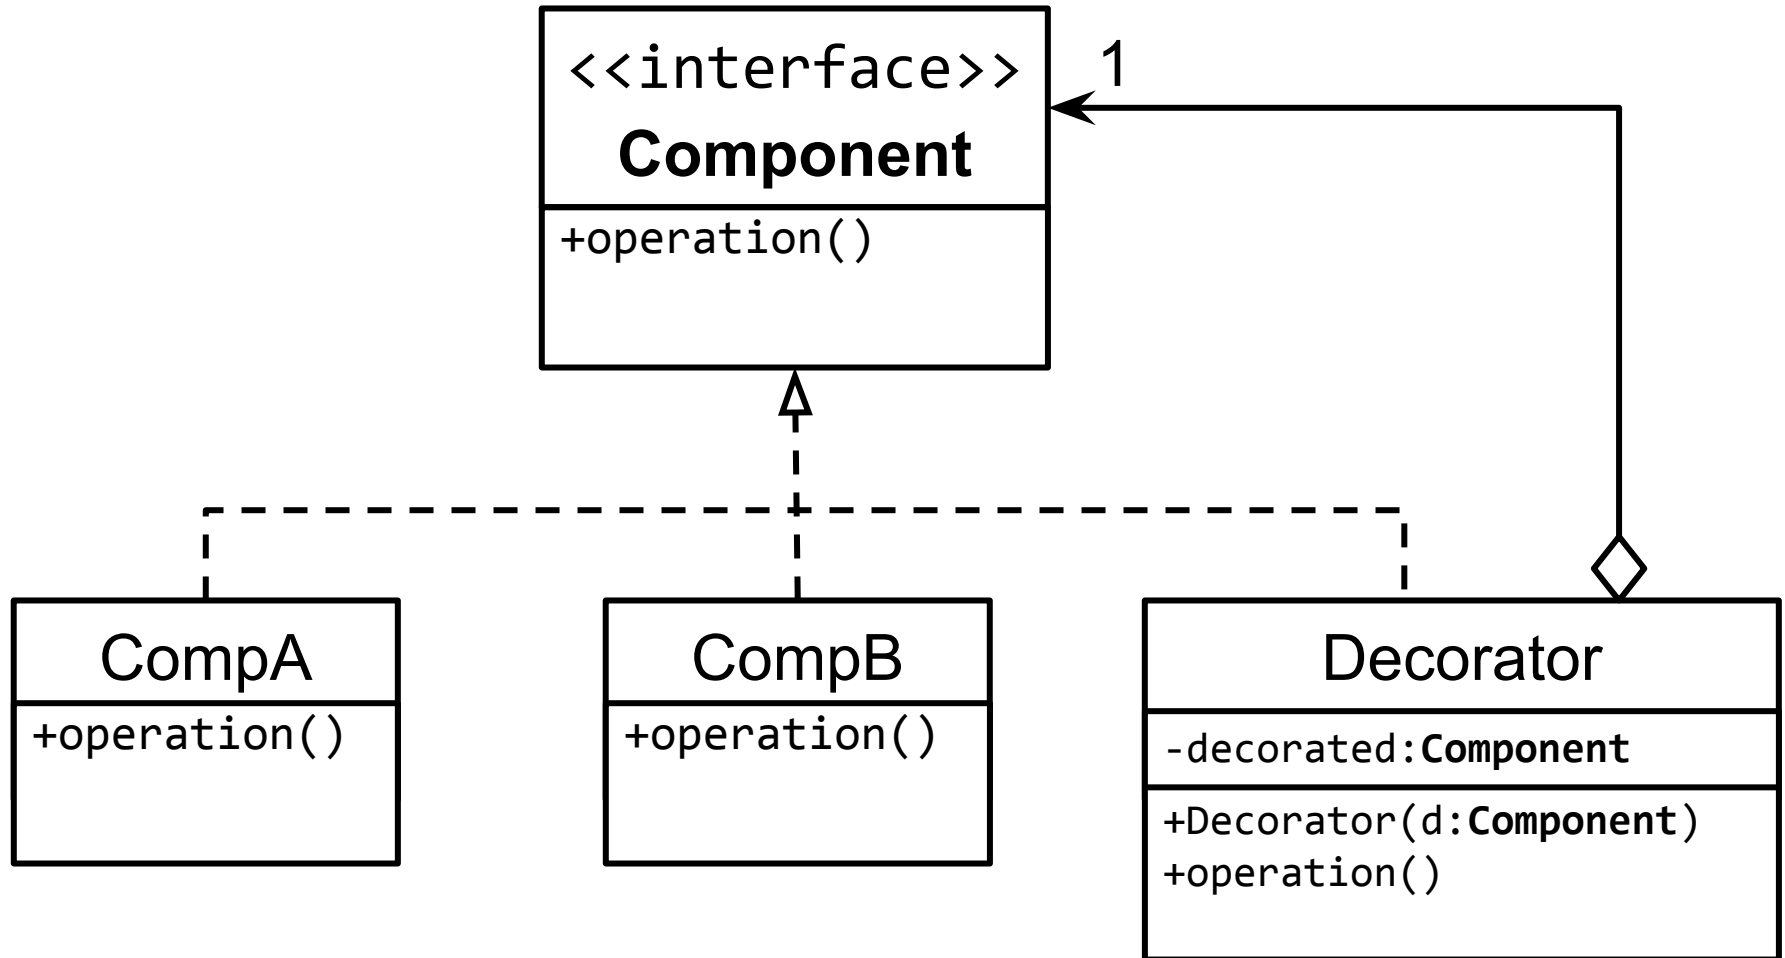 <<interface>>
Component
1
+operation()
CompA
+operation()
CompB
+operation()
Decorator
-decorated:Component
+Decorator(d:Component)
+operation()